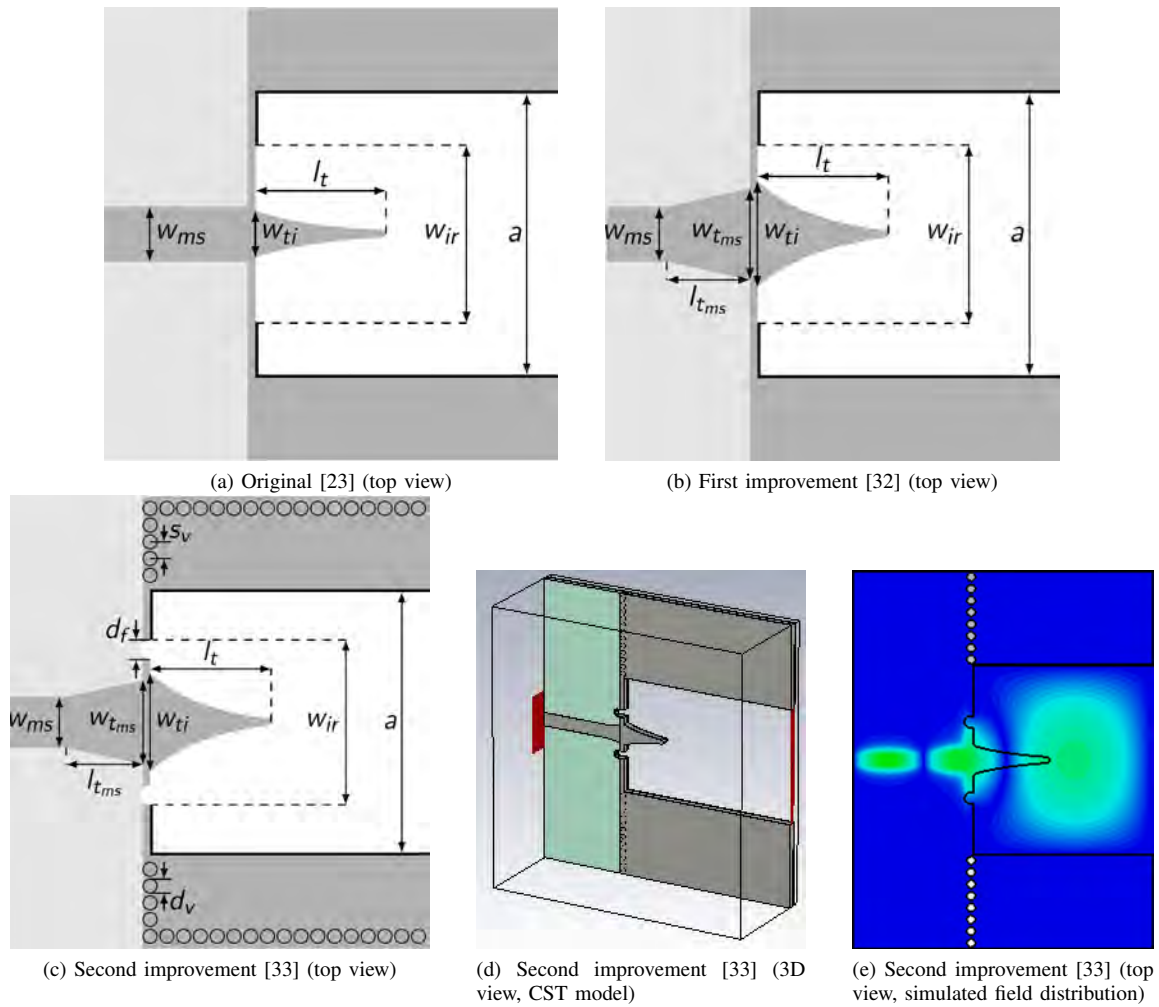 w_ms
w_ti
l_t
w_ir
a
(a) Original [23] (top view)
w_ms
l_tms
w_tms
w_ti
l_t
w_ir
a
(b) First improvement [32] (top view)
s_v
d_f
w_ms
l_tms
w_tms
w_ti
l_t
w_ir
a
d_v
(c) Second improvement [33] (top view)
(d) Second improvement [33] (3D
view, CST model)
(e) Second improvement [33] (top
view, simulated field distribution)